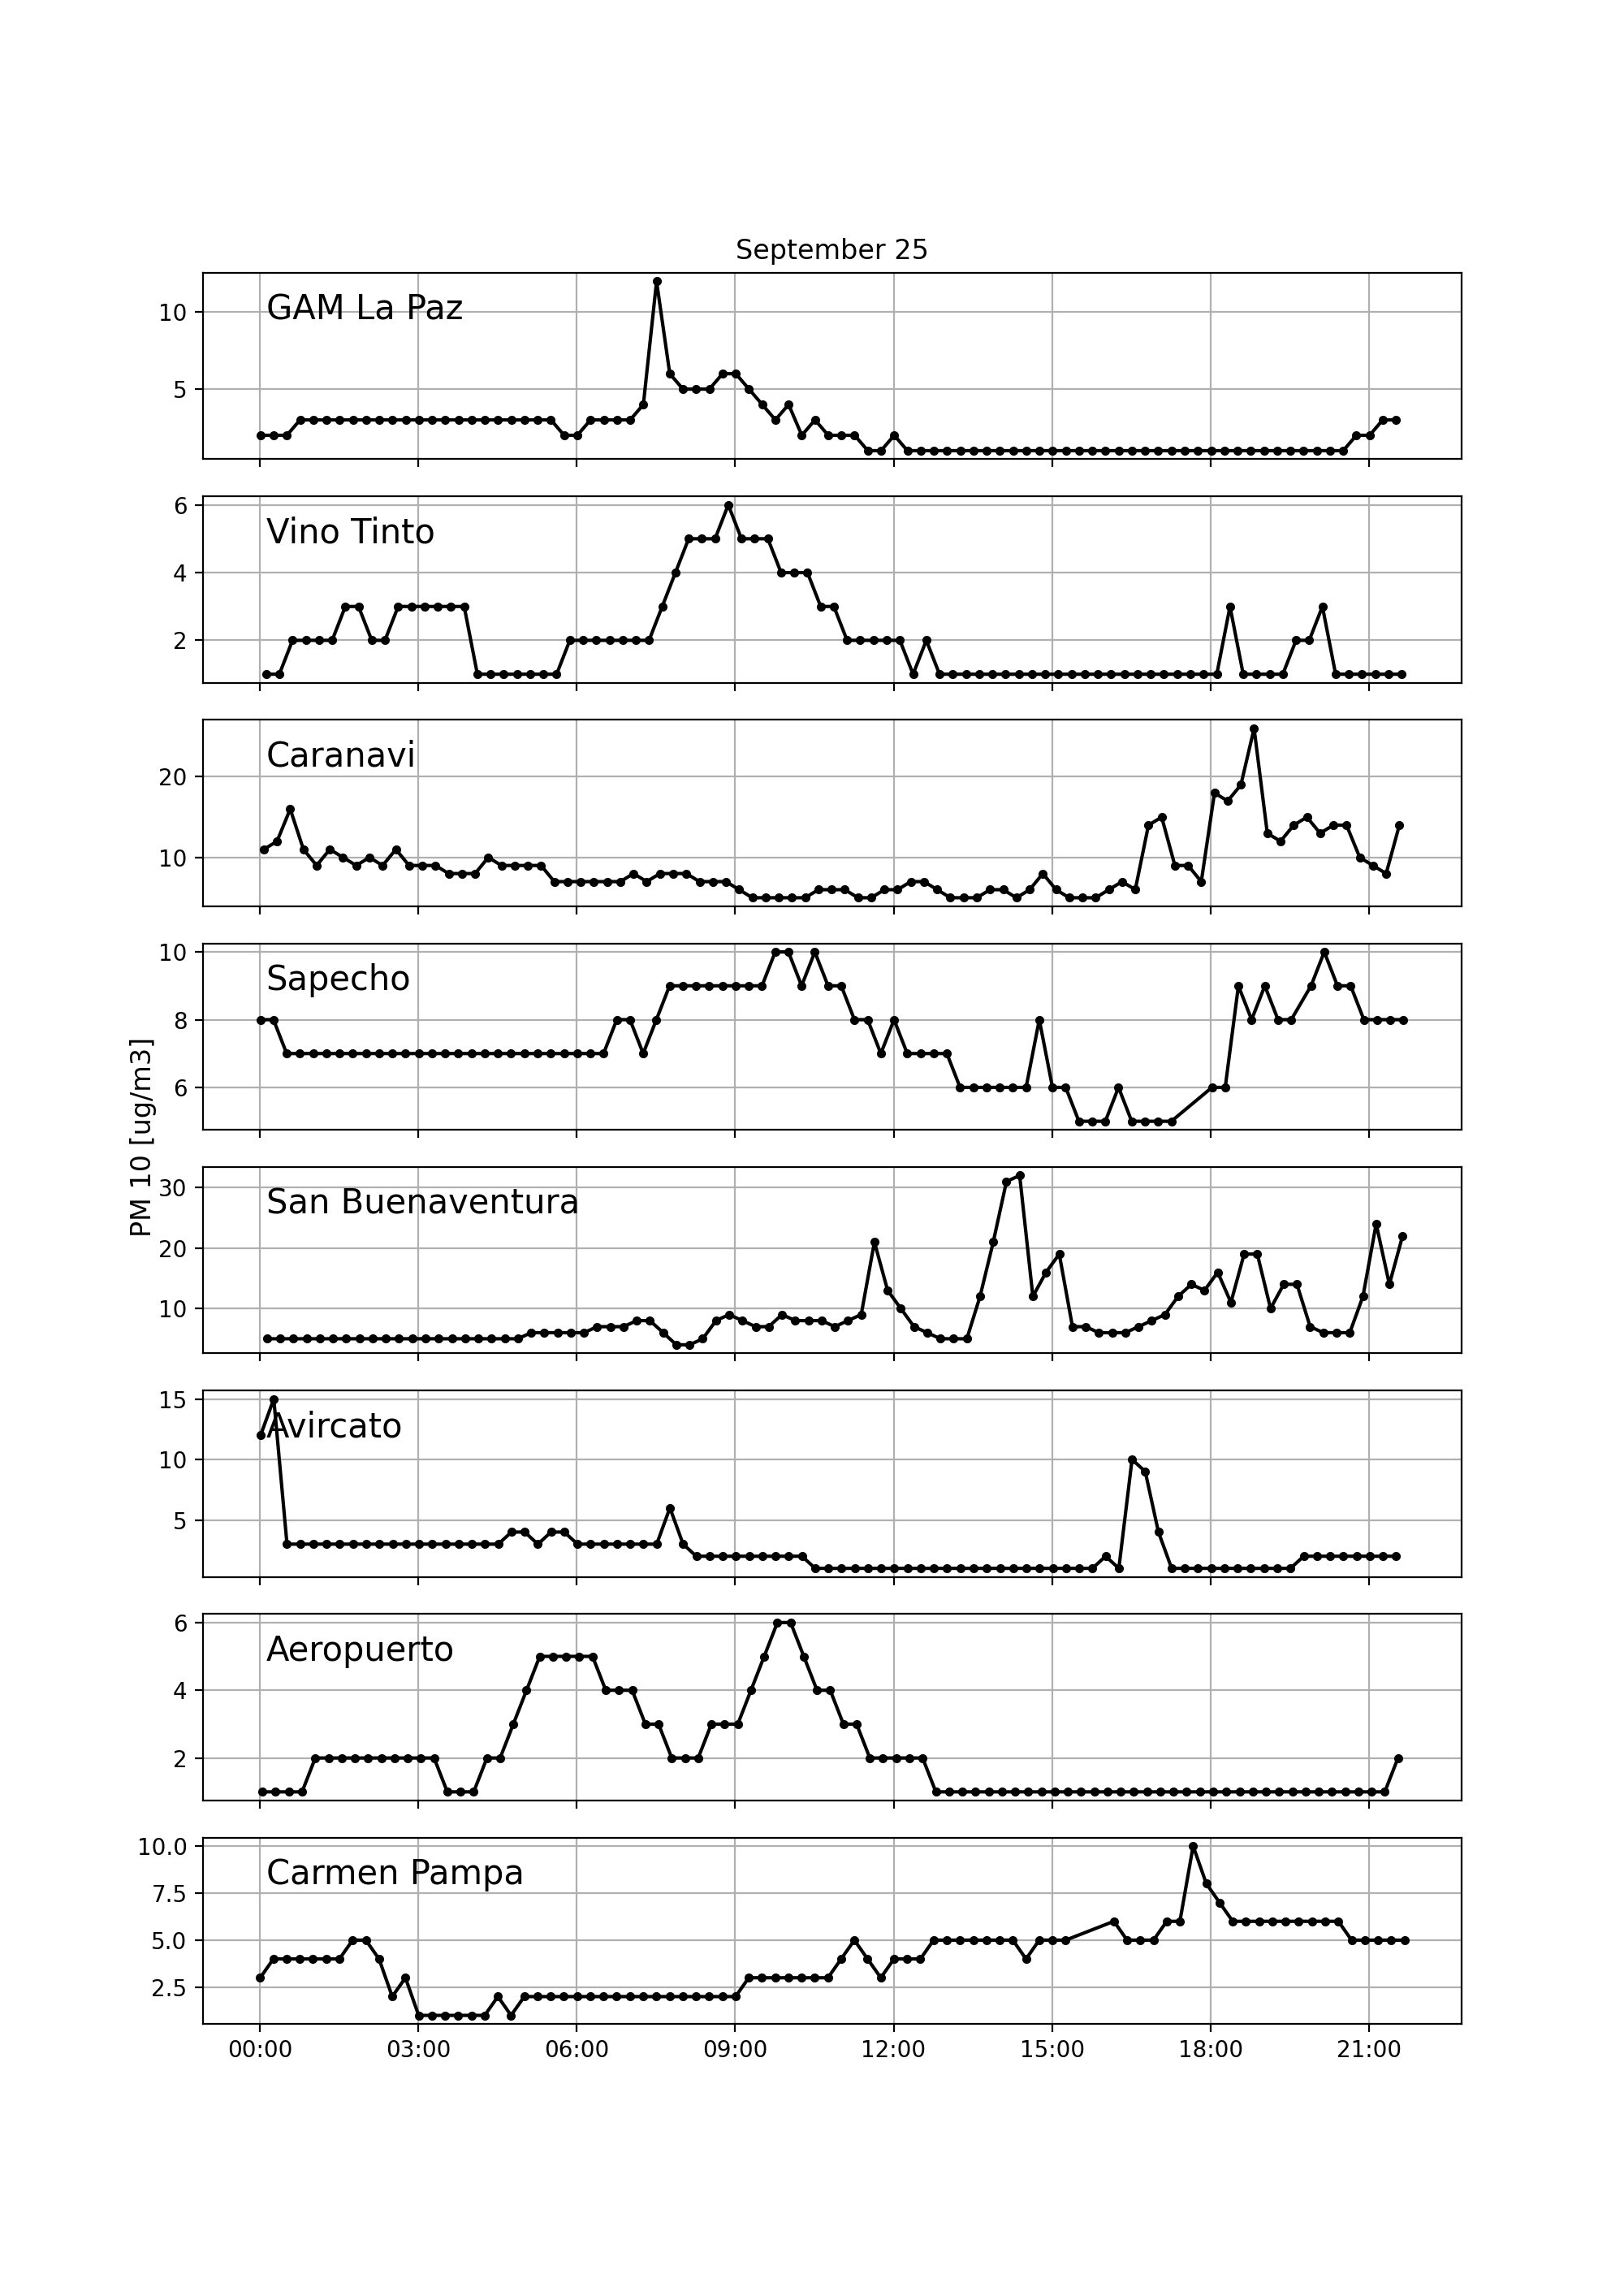 September 25
GAM La Paz
10
5
Vino Tinto
6
4
2
Caranavi
20
10
Sapecho
10
8
6
PM 10 [ug/m3]
San Buenaventura
30
20
10
Avircato
15
10
5
Aeropuerto
6
4
2
Carmen Pampa
10.0
7.5
5.0
2.5
00:00 03:00 06:00 09:00 12:00 15:00 18:00 21:00